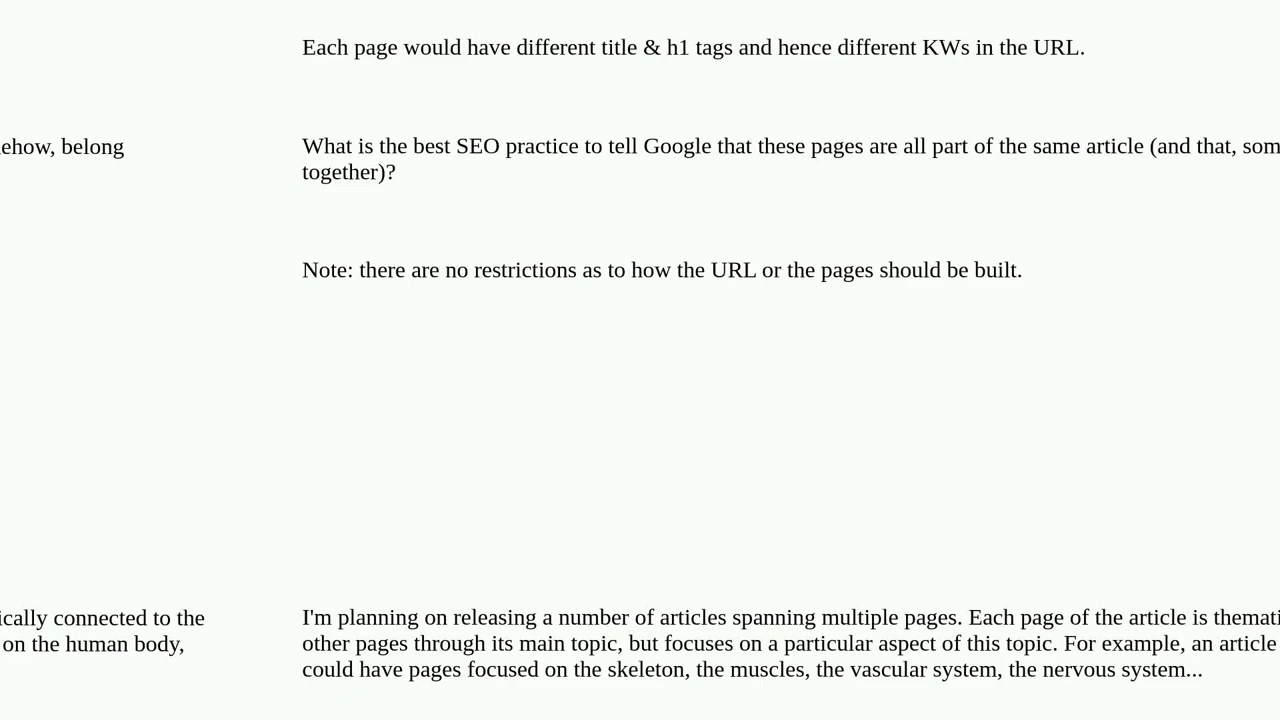 Each page would have different title & h1 tags and hence different KWs in the URL.
ehow, belong
What is the best SEO practice to tell Google that these pages are all part of the same article (and that, som
together)?
Note: there are no restrictions as to how the URL or the pages should be built.
ically connected to the
on the human body,
I'm planning on releasing a number of articles spanning multiple pages. Each page of the article is themati
other pages through its main topic, but focuses on a particular aspect of this topic. For example, an article
could have pages focused on the skeleton, the muscles, the vascular system, the nervous system...